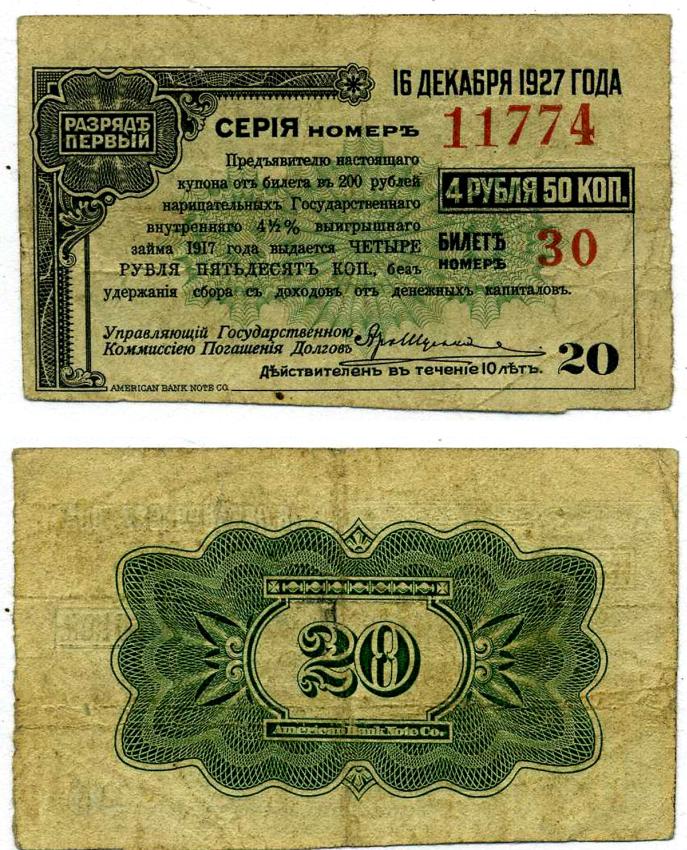 16 ДЕКАБРЯ 1927 ГОДА
РАЗРЯДЪ
ПЕРВЫЙ
СЕРІЯ НОМЕРЪ 11774
Предъявителю настоящаго
купона отъ билета въ 200 рублей
нарицательныхъ Государственнаго
внутренняго 4½% выигрышнаго
займа 1917 года выдается ЧЕТЫРЕ
РУБЛЯ ПЯТЬДЕСЯТЪ КОП., безъ
удержанія сбора съ доходовъ отъ денежныхъ капиталовъ.
4 РУБЛЯ 50 КОП.
БИЛЕТЪ
НОМЕРЪ 30
Управляющій Государственною
Коммиссіею Погашенія Долговъ
Дѣйствителенъ въ теченіе 10 лѣтъ.
20
AMERICAN BANK NOTE CO.
20
American Bank Note Co.